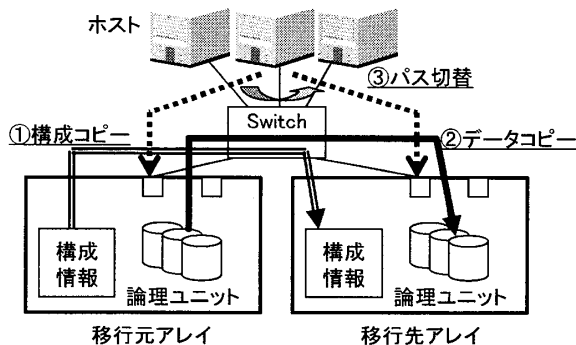 ホスト
③パス切替
Switch
①構成コピー
②データコピー
構成
情報
論理ユニット
構成
情報
論理ユニット
移行元アレイ
移行先アレイ